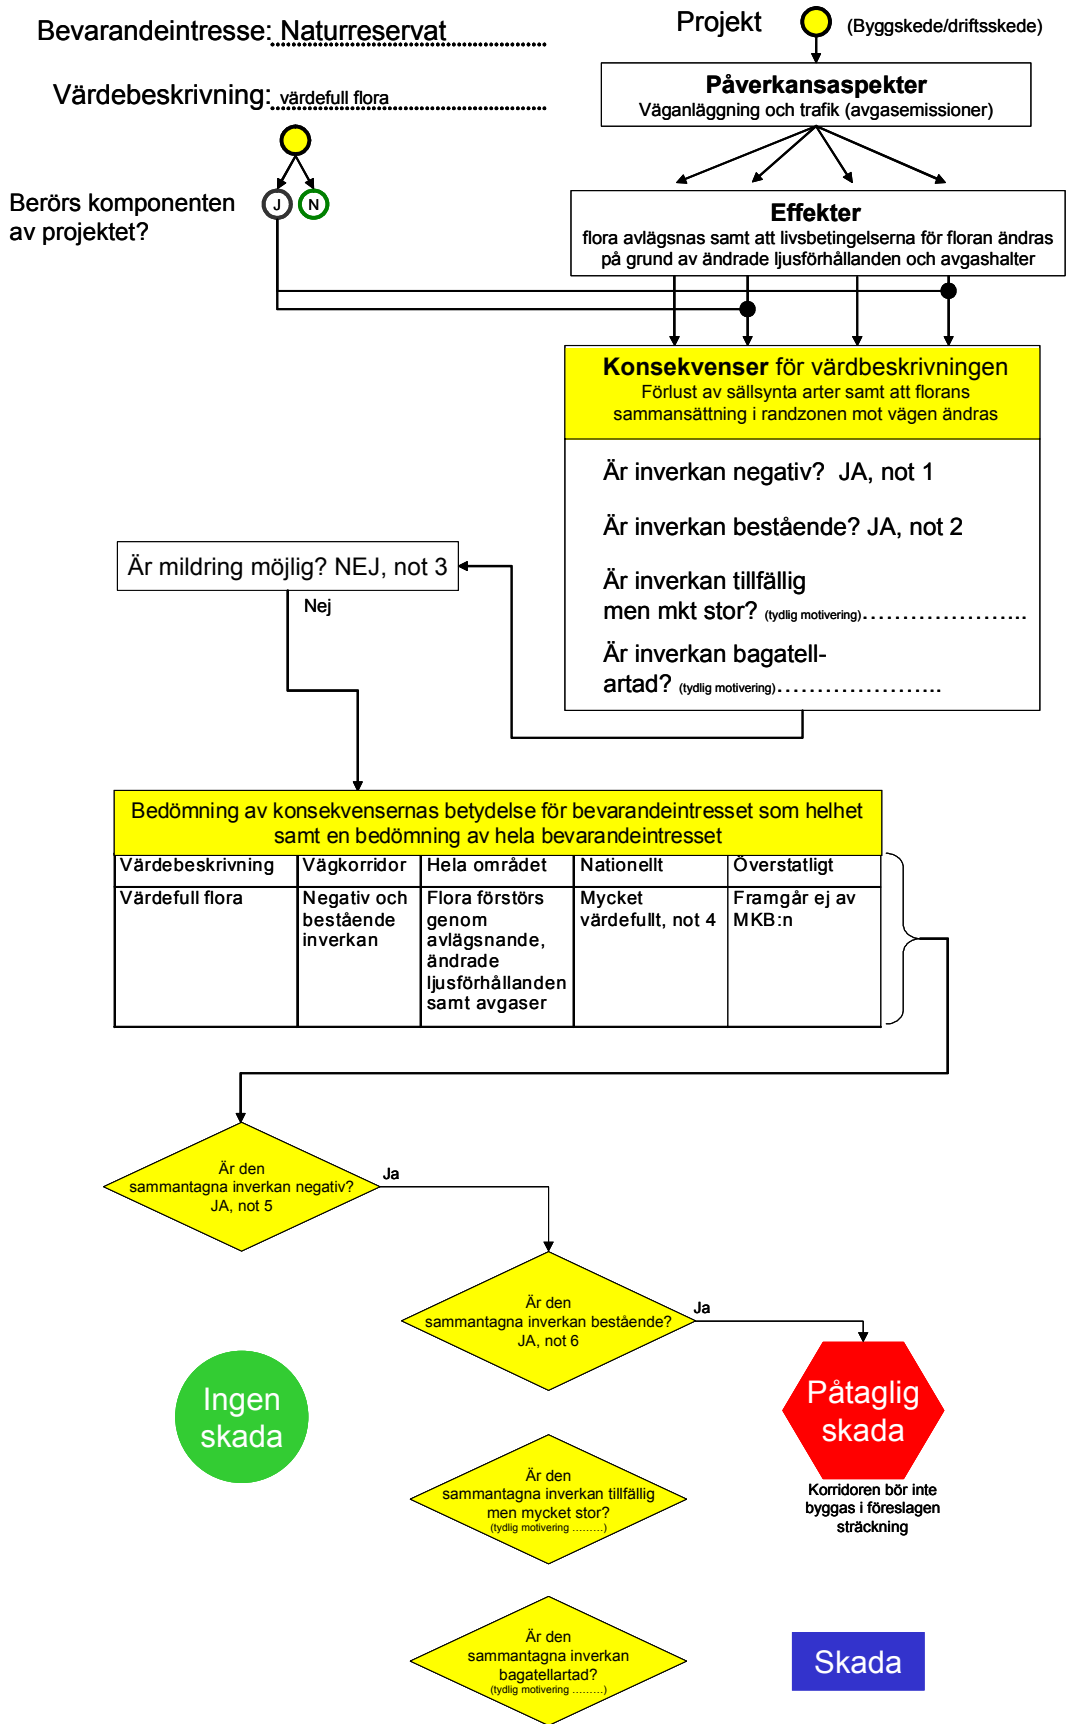 Bevarandeintresse: Naturreservat
Projekt
(Byggskede/driftsskede)
Värdebeskrivning: värdefull flora
Påverkansaspekter
Väganläggning och trafik (avgasemissioner)
J
N
Berörs komponenten
av projektet?
Effekter
flora avlägsnas samt att livsbetingelserna för floran ändras
på grund av ändrade ljusförhållanden och avgashalter
Konsekvenser för värdbeskrivningen
Förlust av sällsynta arter samt att florans
sammansättning i randzonen mot vägen ändras
Är inverkan negativ? JA, not 1
Är inverkan bestående? JA, not 2
Är inverkan tillfällig
men mkt stor? (tydlig motivering)…………………..
Är inverkan bagatell-
artad? (tydlig motivering)…………………..
Är mildring möjlig? NEJ, not 3
Nej
Bedömning av konsekvensernas betydelse för bevarandeintresset som helhet
samt en bedömning av hela bevarandeintresset
Värdebeskrivning
Vägkorridor
Hela området
Nationellt
Överstatligt
Värdefull flora
Negativ och
bestående
inverkan
Flora förstörs
genom
avlägsnande,
ändrade
ljusförhållanden
samt avgaser
Mycket
värdefullt, not 4
Framgår ej av
MKB:n
Är den
sammantagna inverkan negativ?
JA, not 5
Ja
Är den
sammantagna inverkan bestående?
JA, not 6
Ja
Ingen
skada
Påtaglig
skada
Korridoren bör inte
byggas i föreslagen
sträckning
Är den
sammantagna inverkan tillfällig
men mycket stor?
(tydlig motivering ………)
Är den
sammantagna inverkan
bagatellartad?
(tydlig motivering ………)
Skada